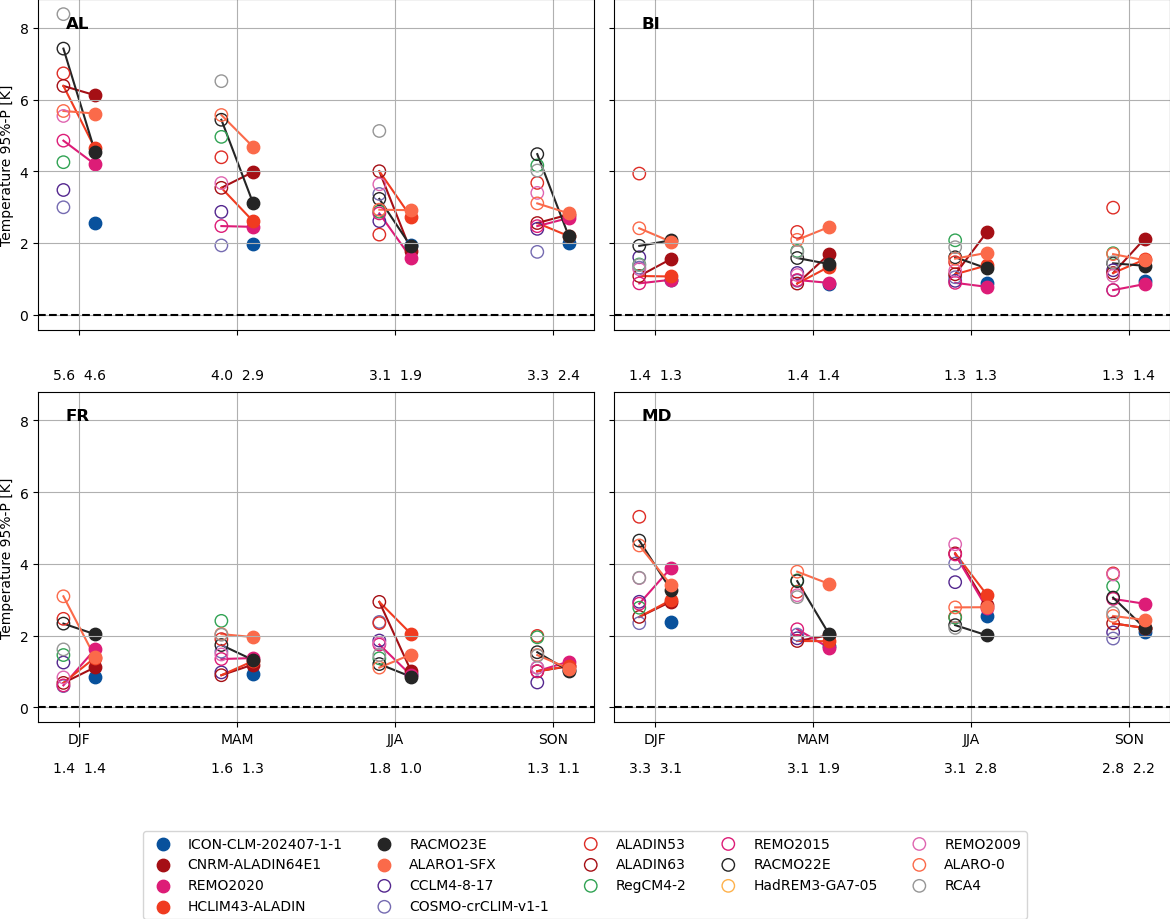 AL
BI
8
6
4
2
0
Temperature 95%-P [K]
5.6 4.6
4.0 2.9
3.1 1.9
3.3 2.4
1.4 1.3
1.4 1.4
1.3 1.3
1.3 1.4
FR
MD
8
6
4
2
0
Temperature 95%-P [K]
DJF
MAM
JJA
SON
DJF
MAM
JJA
SON
1.4 1.4
1.6 1.3
1.8 1.0
1.3 1.1
3.3 3.1
3.1 1.9
3.1 2.8
2.8 2.2
ICON-CLM-202407-1-1
CNRM-ALADIN64E1
REMO2020
HCLIM43-ALADIN
RACMO23E
ALARO1-SFX
CCLM4-8-17
COSMO-crCLIM-v1-1
ALADIN53
ALADIN63
RegCM4-2
REMO2015
RACMO22E
HadREM3-GA7-05
REMO2009
ALARO-0
RCA4